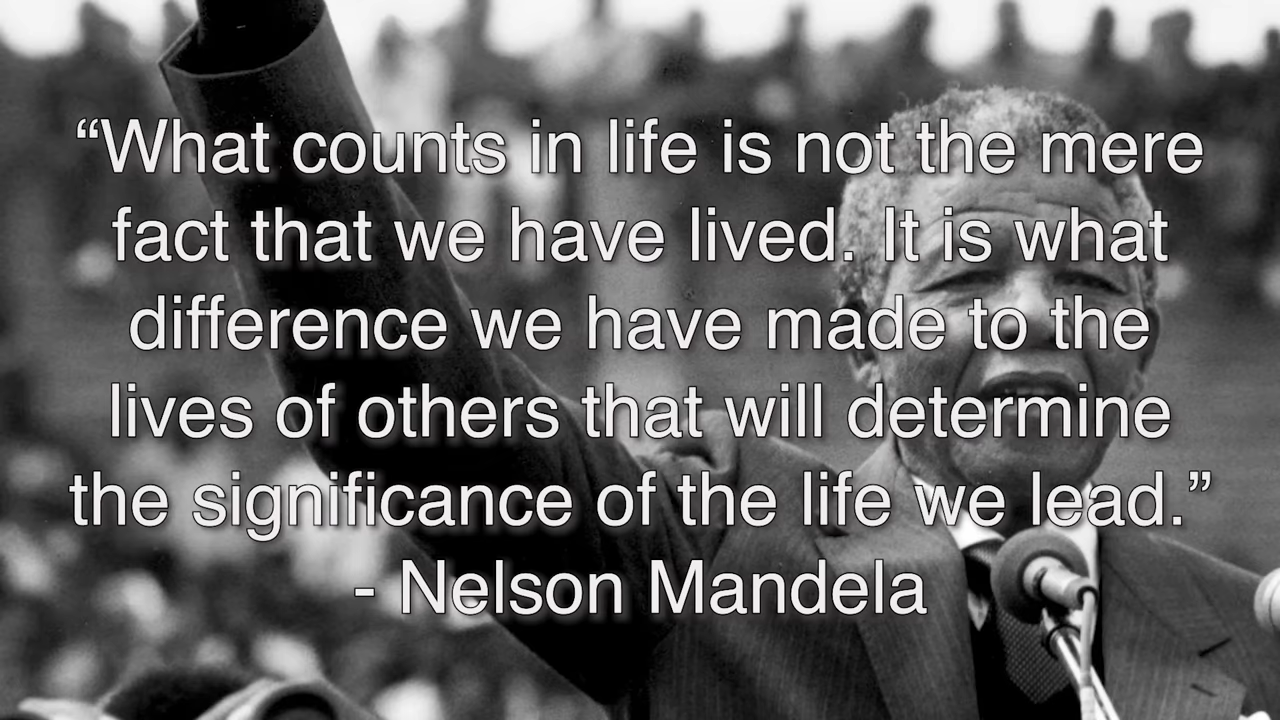 “What counts in life is not the mere
fact that we have lived. It is what
difference we have made to the
lives of others that will determine
the significance of the life we lead.”
- Nelson Mandela